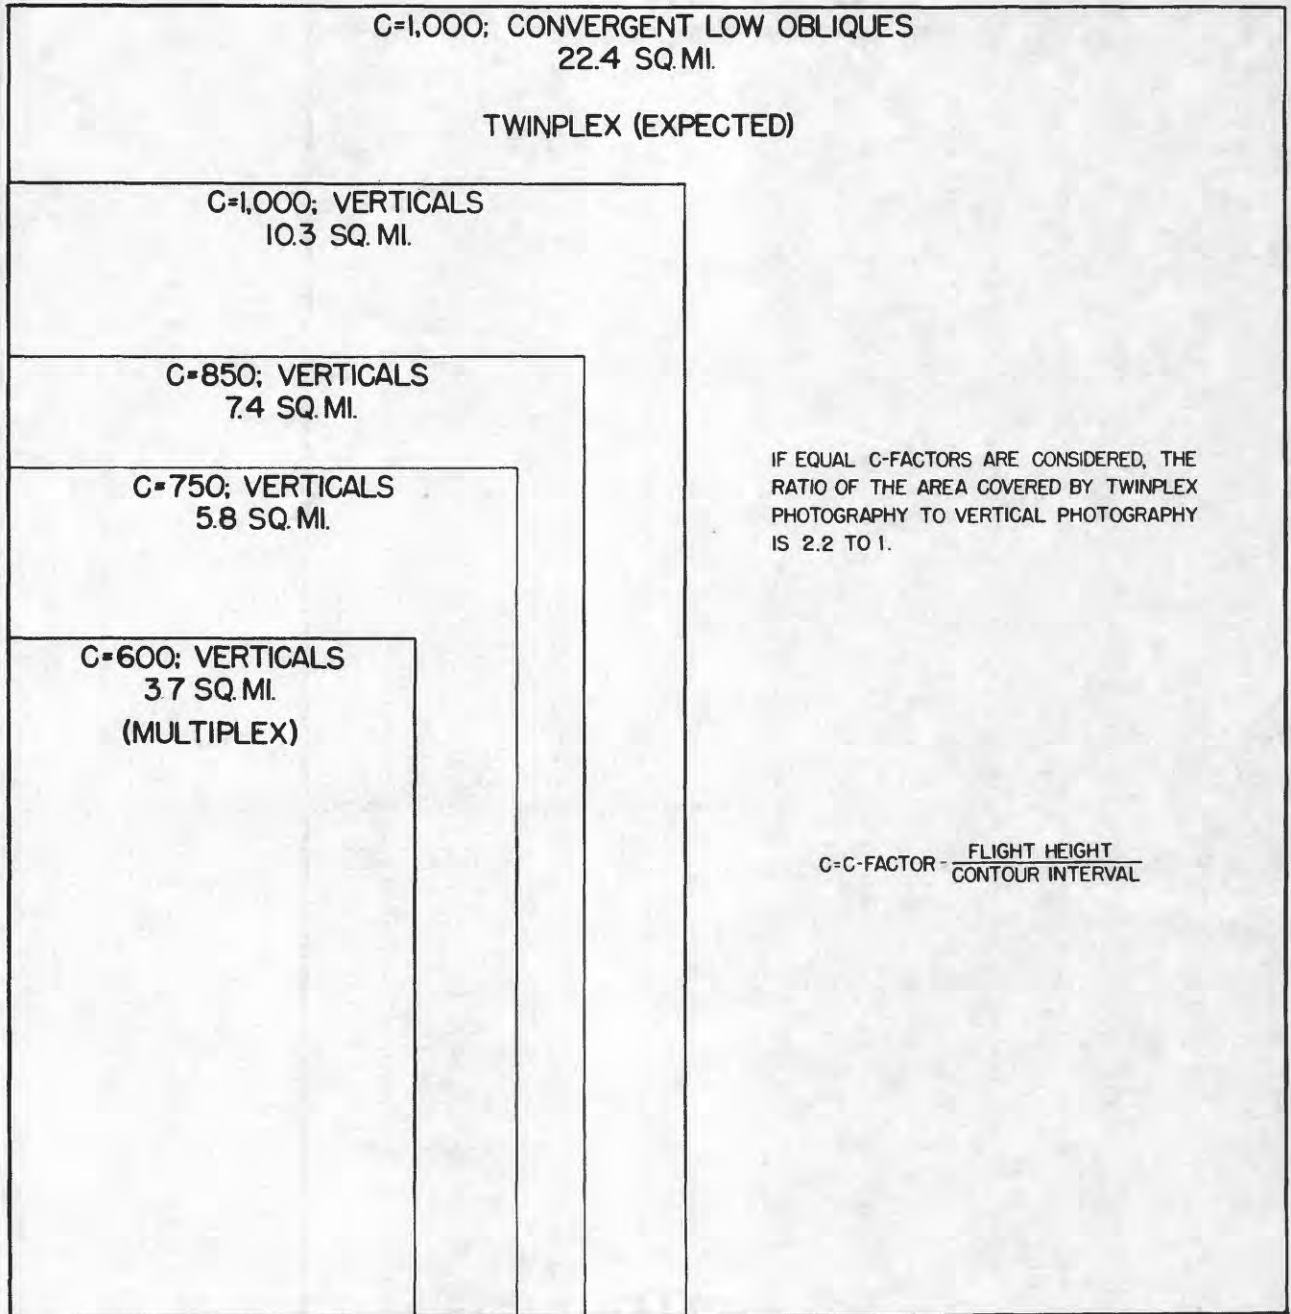 C=1,000; CONVERGENT LOW OBLIQUES
22.4 SQ. MI.
TWINPLEX (EXPECTED)
C=1,000; VERTICALS
10.3 SQ. MI.
C=850; VERTICALS
7.4 SQ. MI.
C=750; VERTICALS
5.8 SQ. MI.
C=600; VERTICALS
3.7 SQ. MI.
(MULTIPLEX)
IF EQUAL C-FACTORS ARE CONSIDERED, THE
RATIO OF THE AREA COVERED BY TWINPLEX
PHOTOGRAPHY TO VERTICAL PHOTOGRAPHY
IS 2.2 TO 1.
C=C-FACTOR - FLIGHT HEIGHT
CONTOUR INTERVAL